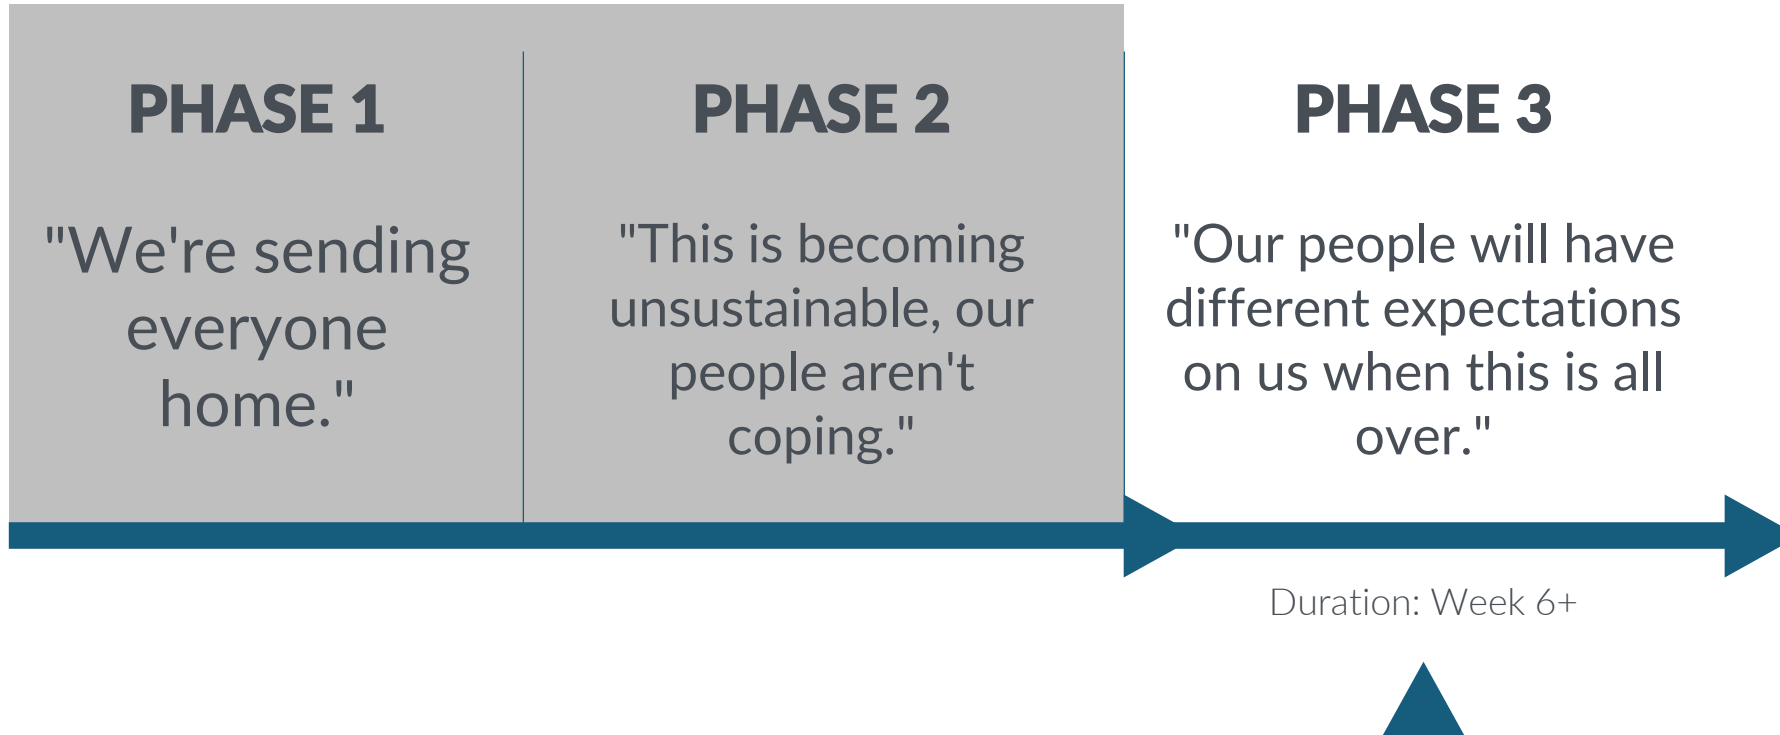 PHASE 1
"We're sending
everyone
home."
PHASE 2
"This is becoming
unsustainable, our
people aren't
coping."
PHASE 3
"Our people will have
different expectations
on us when this is all
over."
Duration: Week 6+